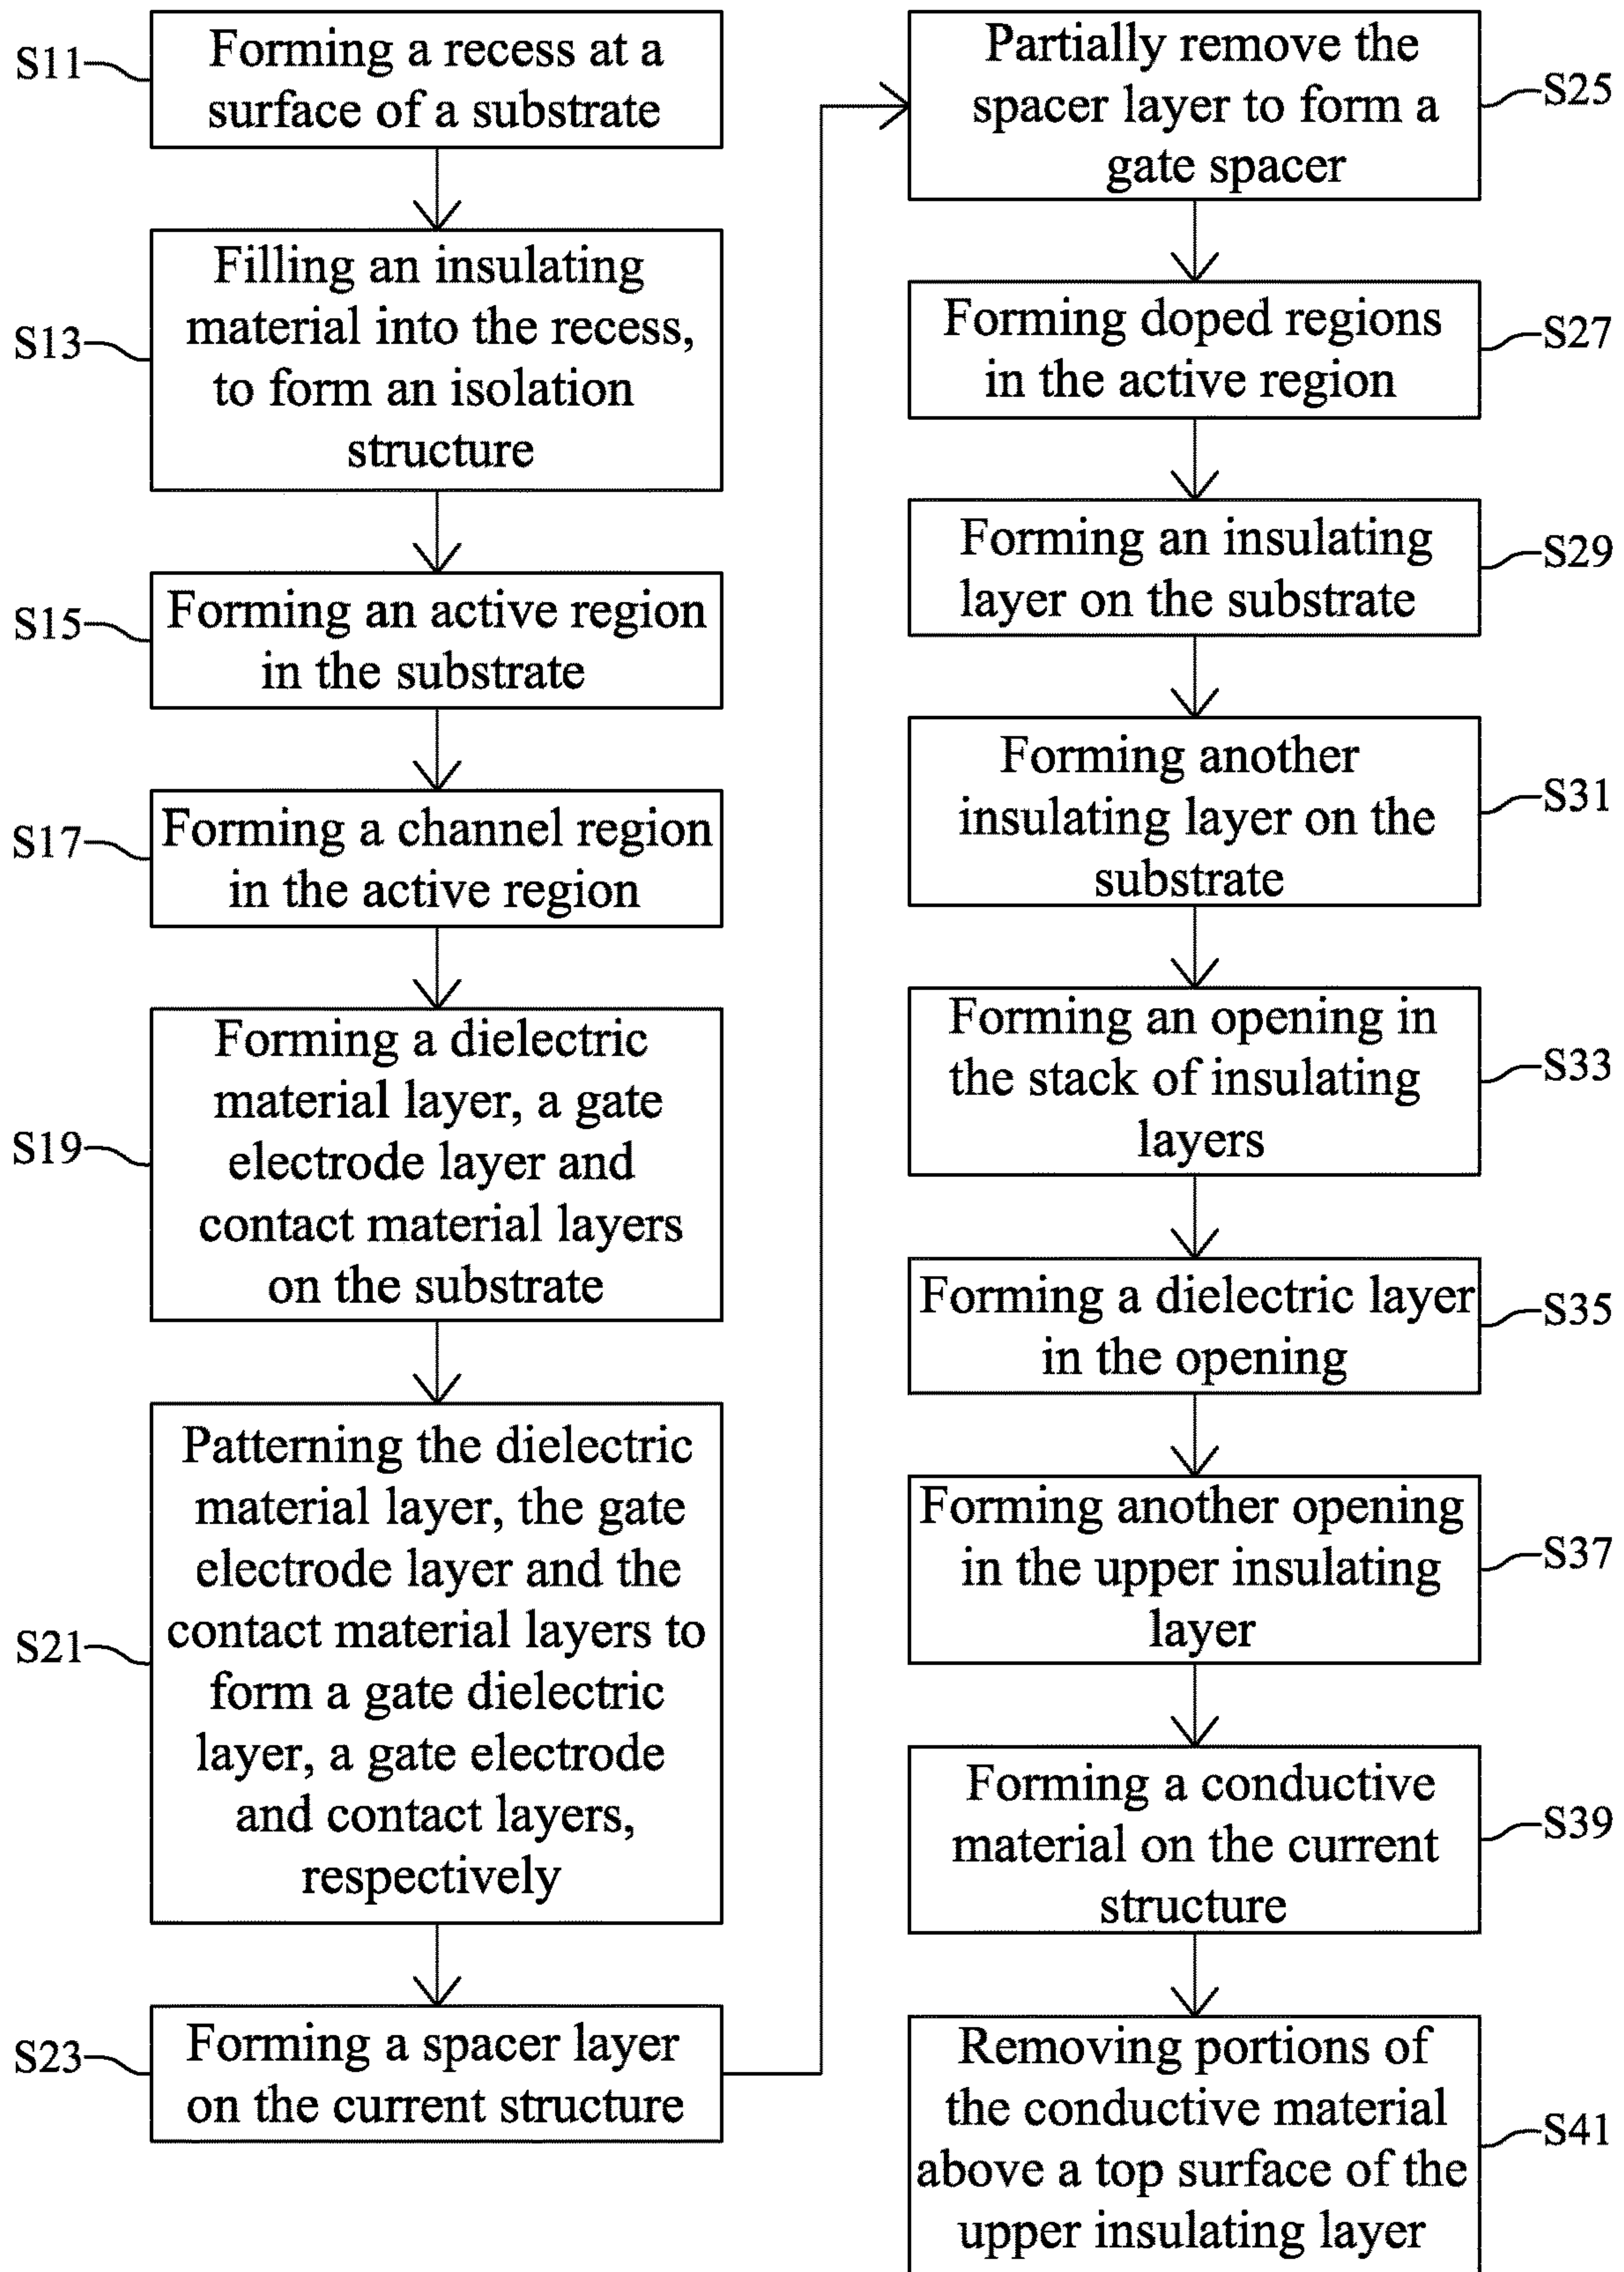 S11
Forming a recess at a
surface of a substrate
S13
Filling an insulating
material into the recess,
to form an isolation
structure
S15
Forming an active region
in the substrate
S17
Forming a channel region
in the active region
S19
Forming a dielectric
material layer, a gate
electrode layer and
contact material layers
on the substrate
S21
Patterning the dielectric
material layer, the gate
electrode layer and the
contact material layers to
form a gate dielectric
layer, a gate electrode
and contact layers,
respectively
S23
Forming a spacer layer
on the current structure
Partially remove the
spacer layer to form a
gate spacer
S25
Forming doped regions
in the active region
S27
Forming an insulating
layer on the substrate
S29
Forming another
insulating layer on the
substrate
S31
Forming an opening in
the stack of insulating
layers
S33
Forming a dielectric layer
in the opening
S35
Forming another opening
in the upper insulating
layer
S37
Forming a conductive
material on the current
structure
S39
Removing portions of
the conductive material
above a top surface of the
upper insulating layer
S41